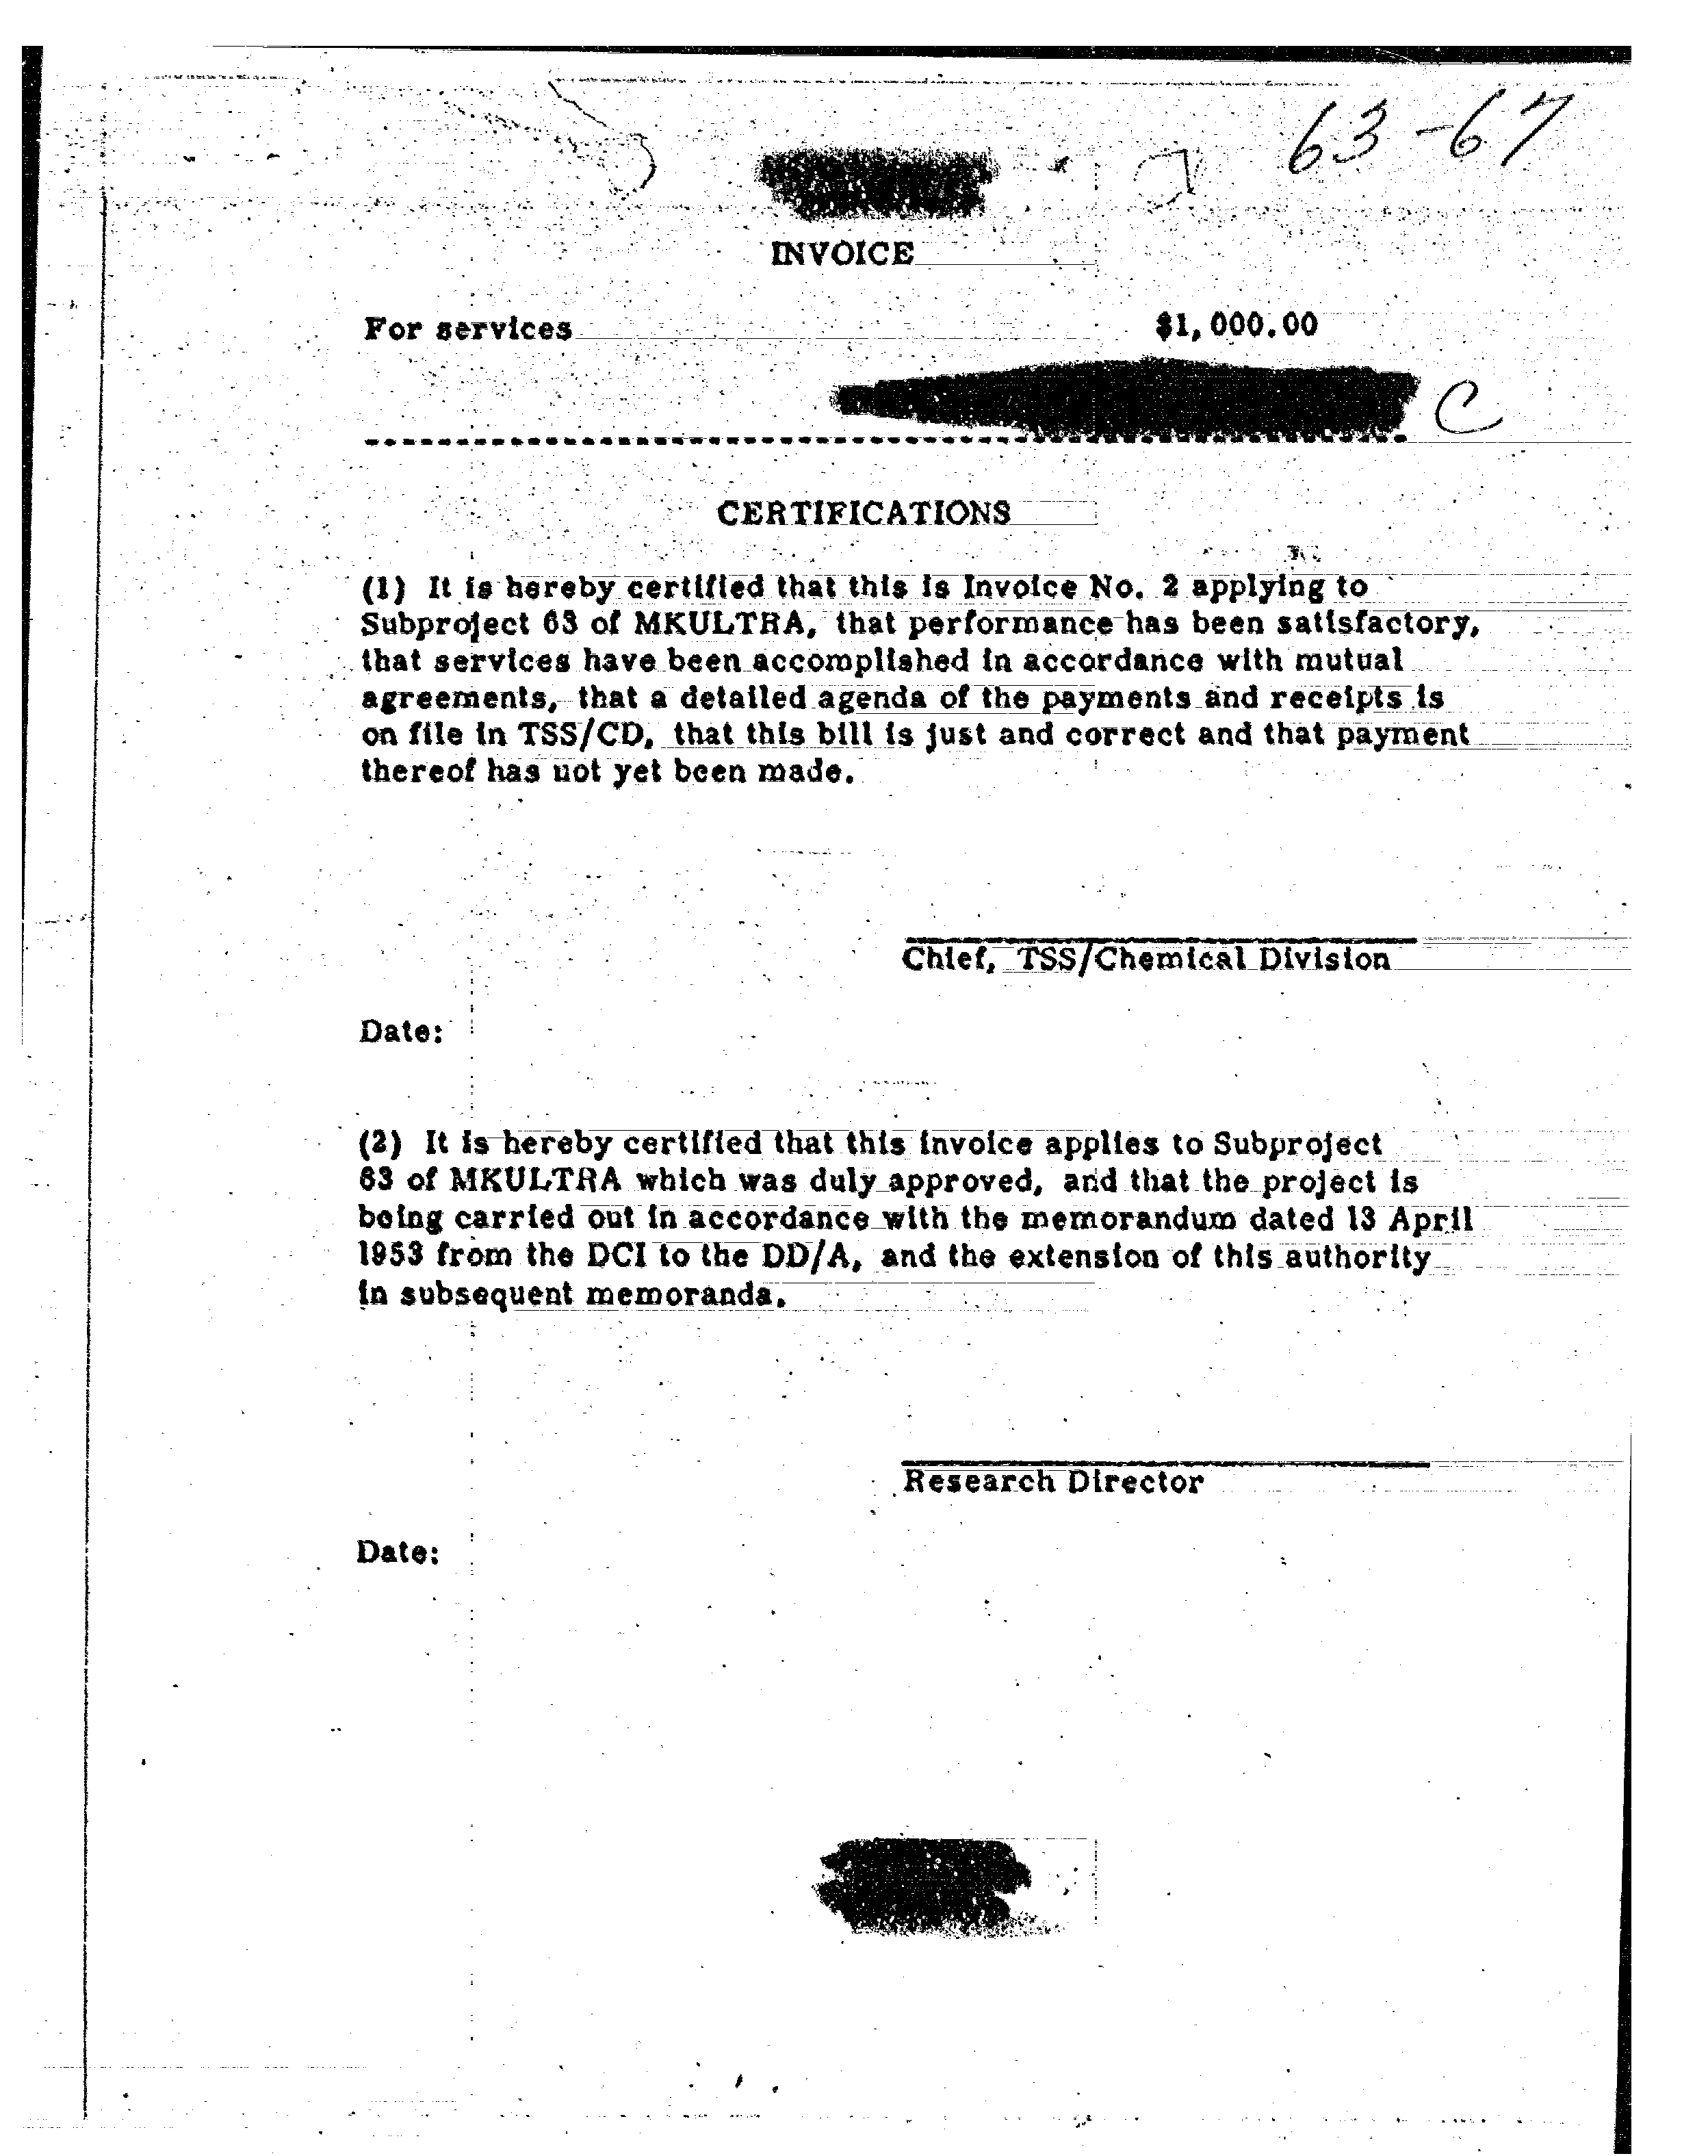 63-67
INVOICE
For services $1,000.00
C
CERTIFICATIONS
(1) It is hereby certified that this is Invoice No. 2 applying to
Subproject 63 of MKULTRA, that performance has been satisfactory,
that services have been accomplished in accordance with mutual
agreements, that a detailed agenda of the payments and receipts is
on file in TSS/CD, that this bill is just and correct and that payment
thereof has not yet been made.
Chief, TSS/Chemical Division
Date:
(2) It is hereby certified that this invoice applies to Subproject
63 of MKULTRA which was duly approved, and that the project is
being carried out in accordance with the memorandum dated 13 April
1953 from the DCI to the DD/A, and the extension of this authority
in subsequent memoranda.
Research Director
Date: